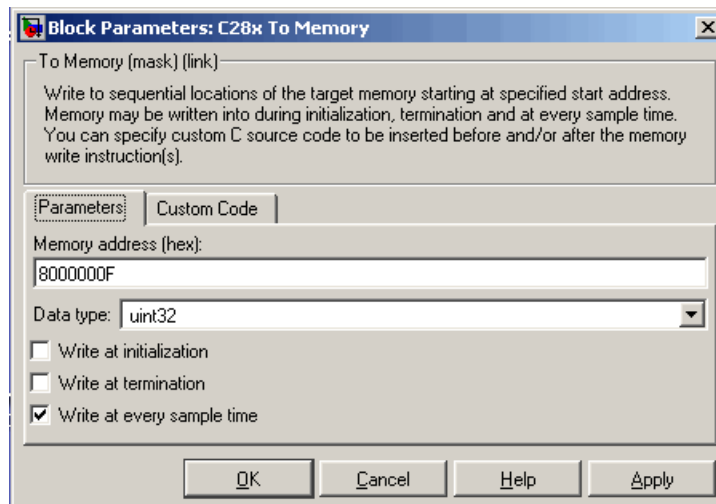 Block Parameters: C28x To Memory
To Memory (mask) (link)
Write to sequential locations of the target memory starting at specified start address.
Memory may be written into during initialization, termination and at every sample time.
You can specify custom C source code to be inserted before and/or after the memory
write instruction(s).
Parameters Custom Code
Memory address (hex):
8000000F
Data type: uint32
Write at initialization
Write at termination
Write at every sample time
OK Cancel Help Apply